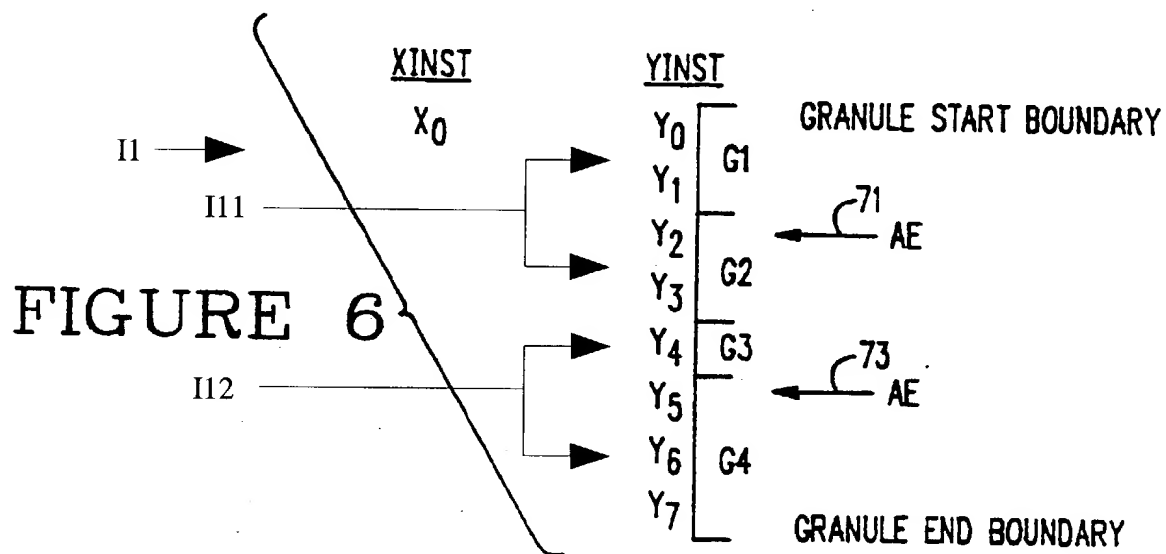 XINST YINST
X0 Y0 GRANULE START BOUNDARY
I1 G1
Y1
I11 71
Y2 AE
G2
Y3
FIGURE 6
Y4 G3
73
I12 Y5 AE
Y6 G4
Y7
GRANULE END BOUNDARY